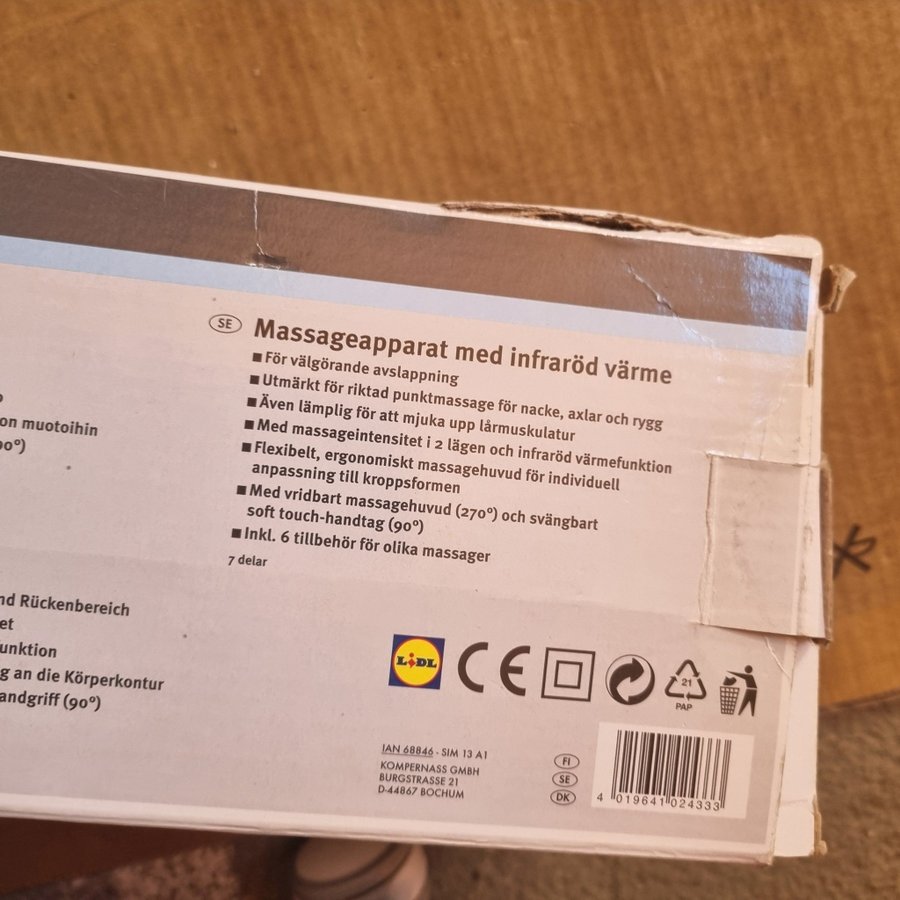 on muotoihin
SE
Massageapparat med infraröd värme
■ För välgörande avslappning
■ Utmärkt för riktad punktmassage för nacke, axlar och rygg
■ Även lämplig för att mjuka upp lårmuskulatur
■ Med massageintensitet i 2 lägen och infraröd värmefunktion
■ Flexibelt, ergonomiskt massagehuvud för individuell
anpassning till kroppsformen
■ Med vridbart massagehuvud (270°) och svängbart
soft touch-handtag (90°)
■ Inkl. 6 tillbehör för olika massager
7 delar
nd Rückenbereich
et
unktion
g an die Körperkontur
andgriff (90°)
LIDL
CE
21
PAP
IAN 68846 - SIM 13 A1
KOMPERNASS GMBH
BURGSTRASSE 21
D-44867 BOCHUM
FI
SE
DK
4 019641 024333